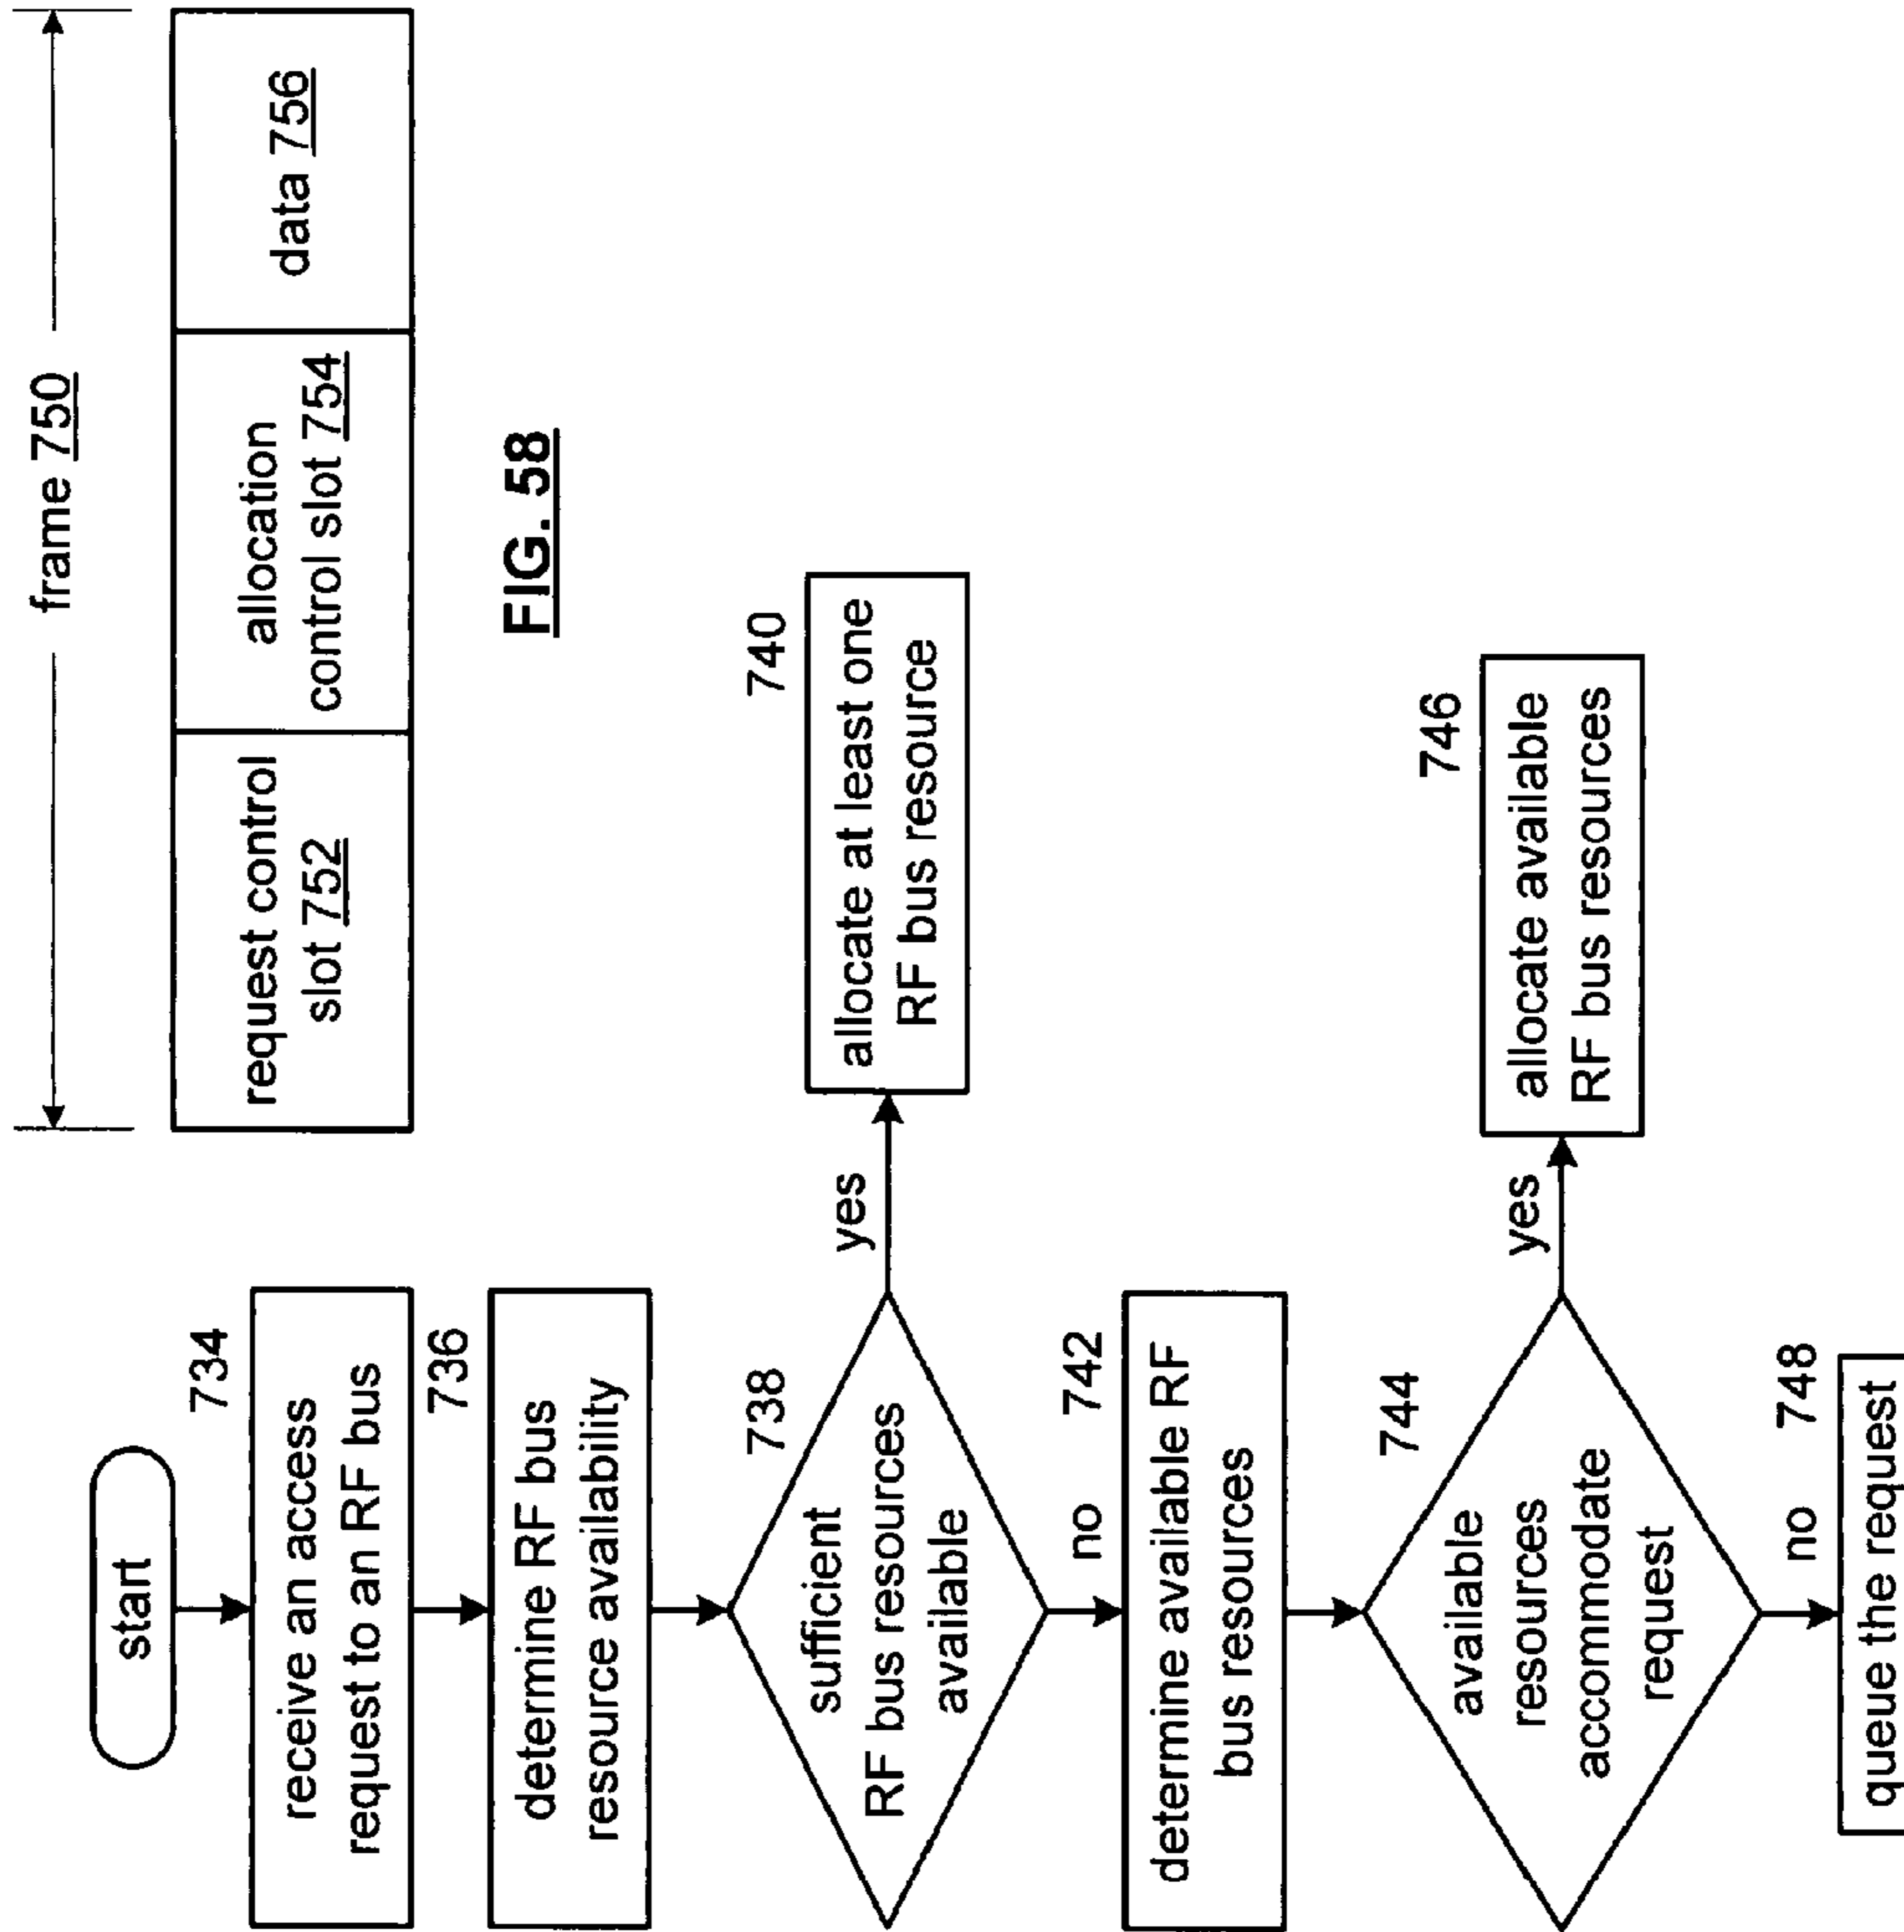 start
734
receive an access
request to an RF bus
736
determine RF bus
resource availability
738
sufficient
RF bus resources
available
yes
740
allocate at least one
RF bus resource
no
742
determine available RF
bus resources
744
available
resources
accommodate
request
yes
746
allocate available
RF bus resources
no
748
queue the request
frame 750
request control
slot 752
allocation
control slot 754
data 756
FIG. 58